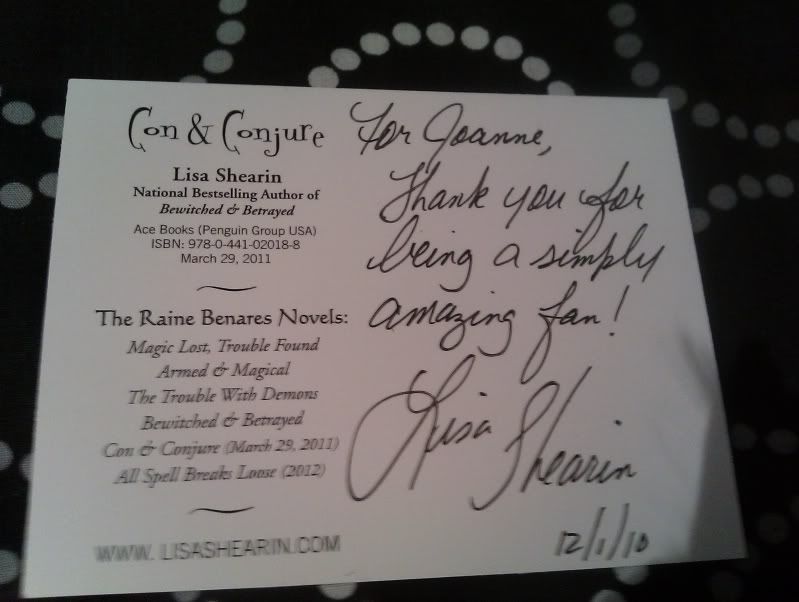 Con & Conjure
Lisa Shearin
National Bestselling Author of
Bewitched & Betrayed
Ace Books (Penguin Group USA)
ISBN: 978-0-441-02018-8
March 29, 2011
The Raine Benares Novels:
Magic Lost, Trouble Found
Armed & Magical
The Trouble With Demons
Bewitched & Betrayed
Con & Conjure (March 29, 2011)
All Spell Breaks Loose (2012)
WWW. LISASHEARIN.COM
For Joanne,
Thank you for
being a simply
amazing fan!
Lisa Shearin
12/1/10